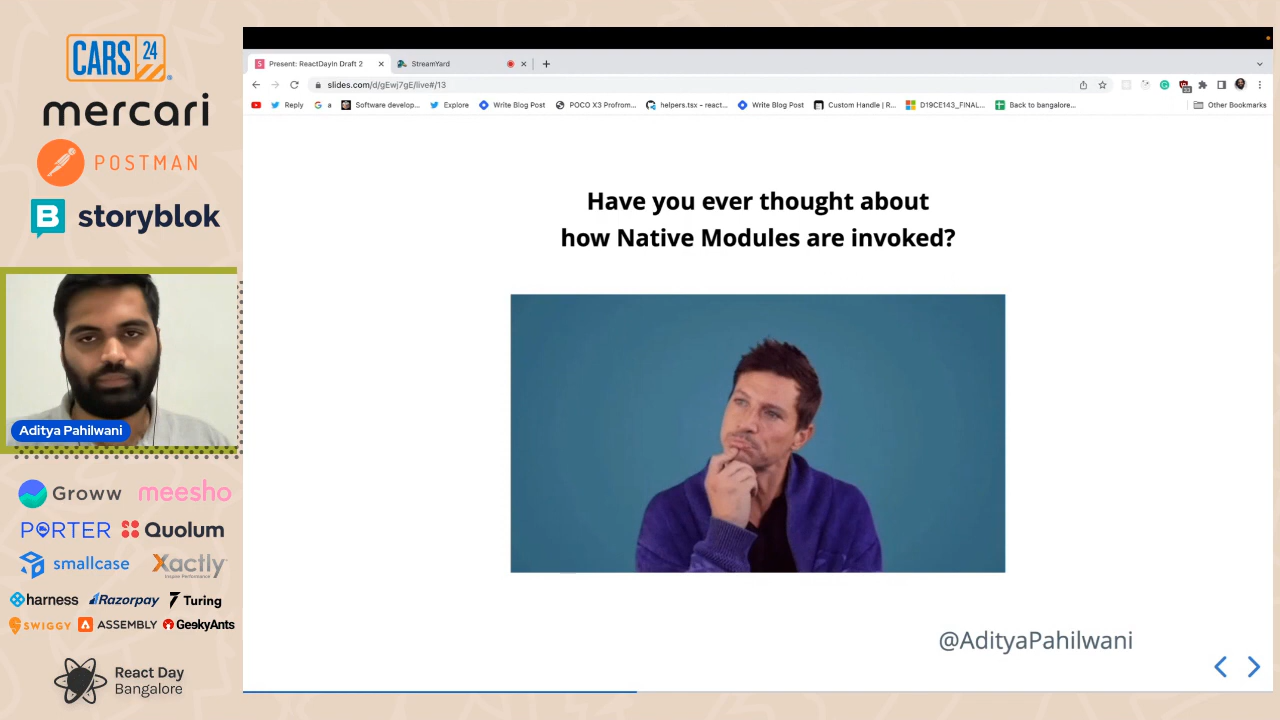 CARS 24
mercari
POSTMAN
storyblok
Aditya Pahilwani
Groww meesho
PORTER Quolum
smallcase Xactly
harness Razorpay Turing
SWIGGY ASSEMBLY GeekyAnts
React Day
Bangalore
Present: ReactDayIn Draft 2 StreamYard
slides.com/d/gEwj7gE/live#/13
Reply G a Software develop... Explore Write Blog Post POCO X3 Profrom... helpers.tsx - react... Write Blog Post Custom Handle | R... D19CE143_FINAL... Back to bangalore... Other Bookmarks
Have you ever thought about
how Native Modules are invoked?
@AdityaPahilwani